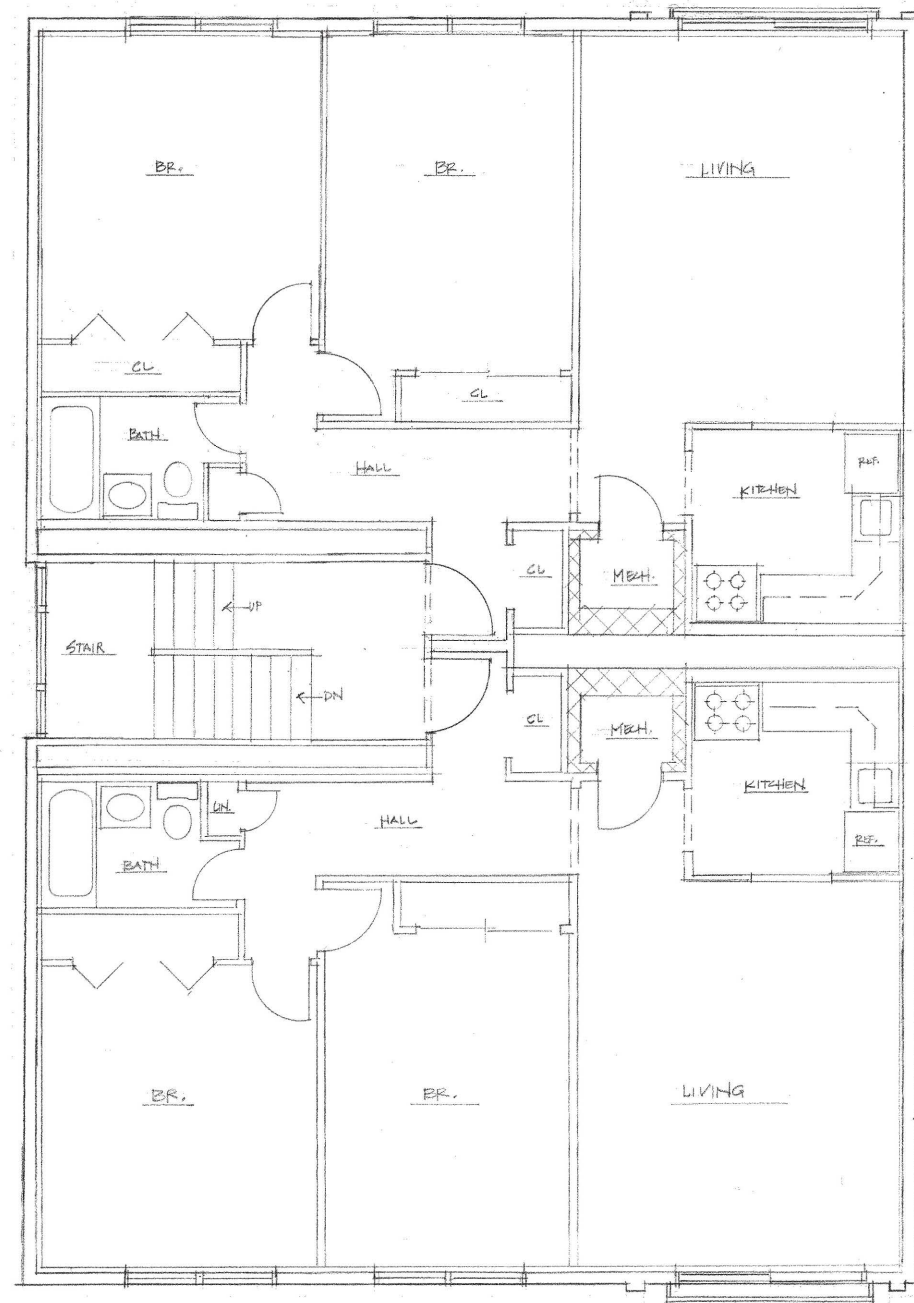 BR.
BR.
LIVING
CL
CL
BATH
HALL
KITCHEN
REF.
CL
MECH.
UP
STAIR
DN
CL
MECH.
LIN.
HALL
KITCHEN
BATH
REF.
BR.
BR.
LIVING